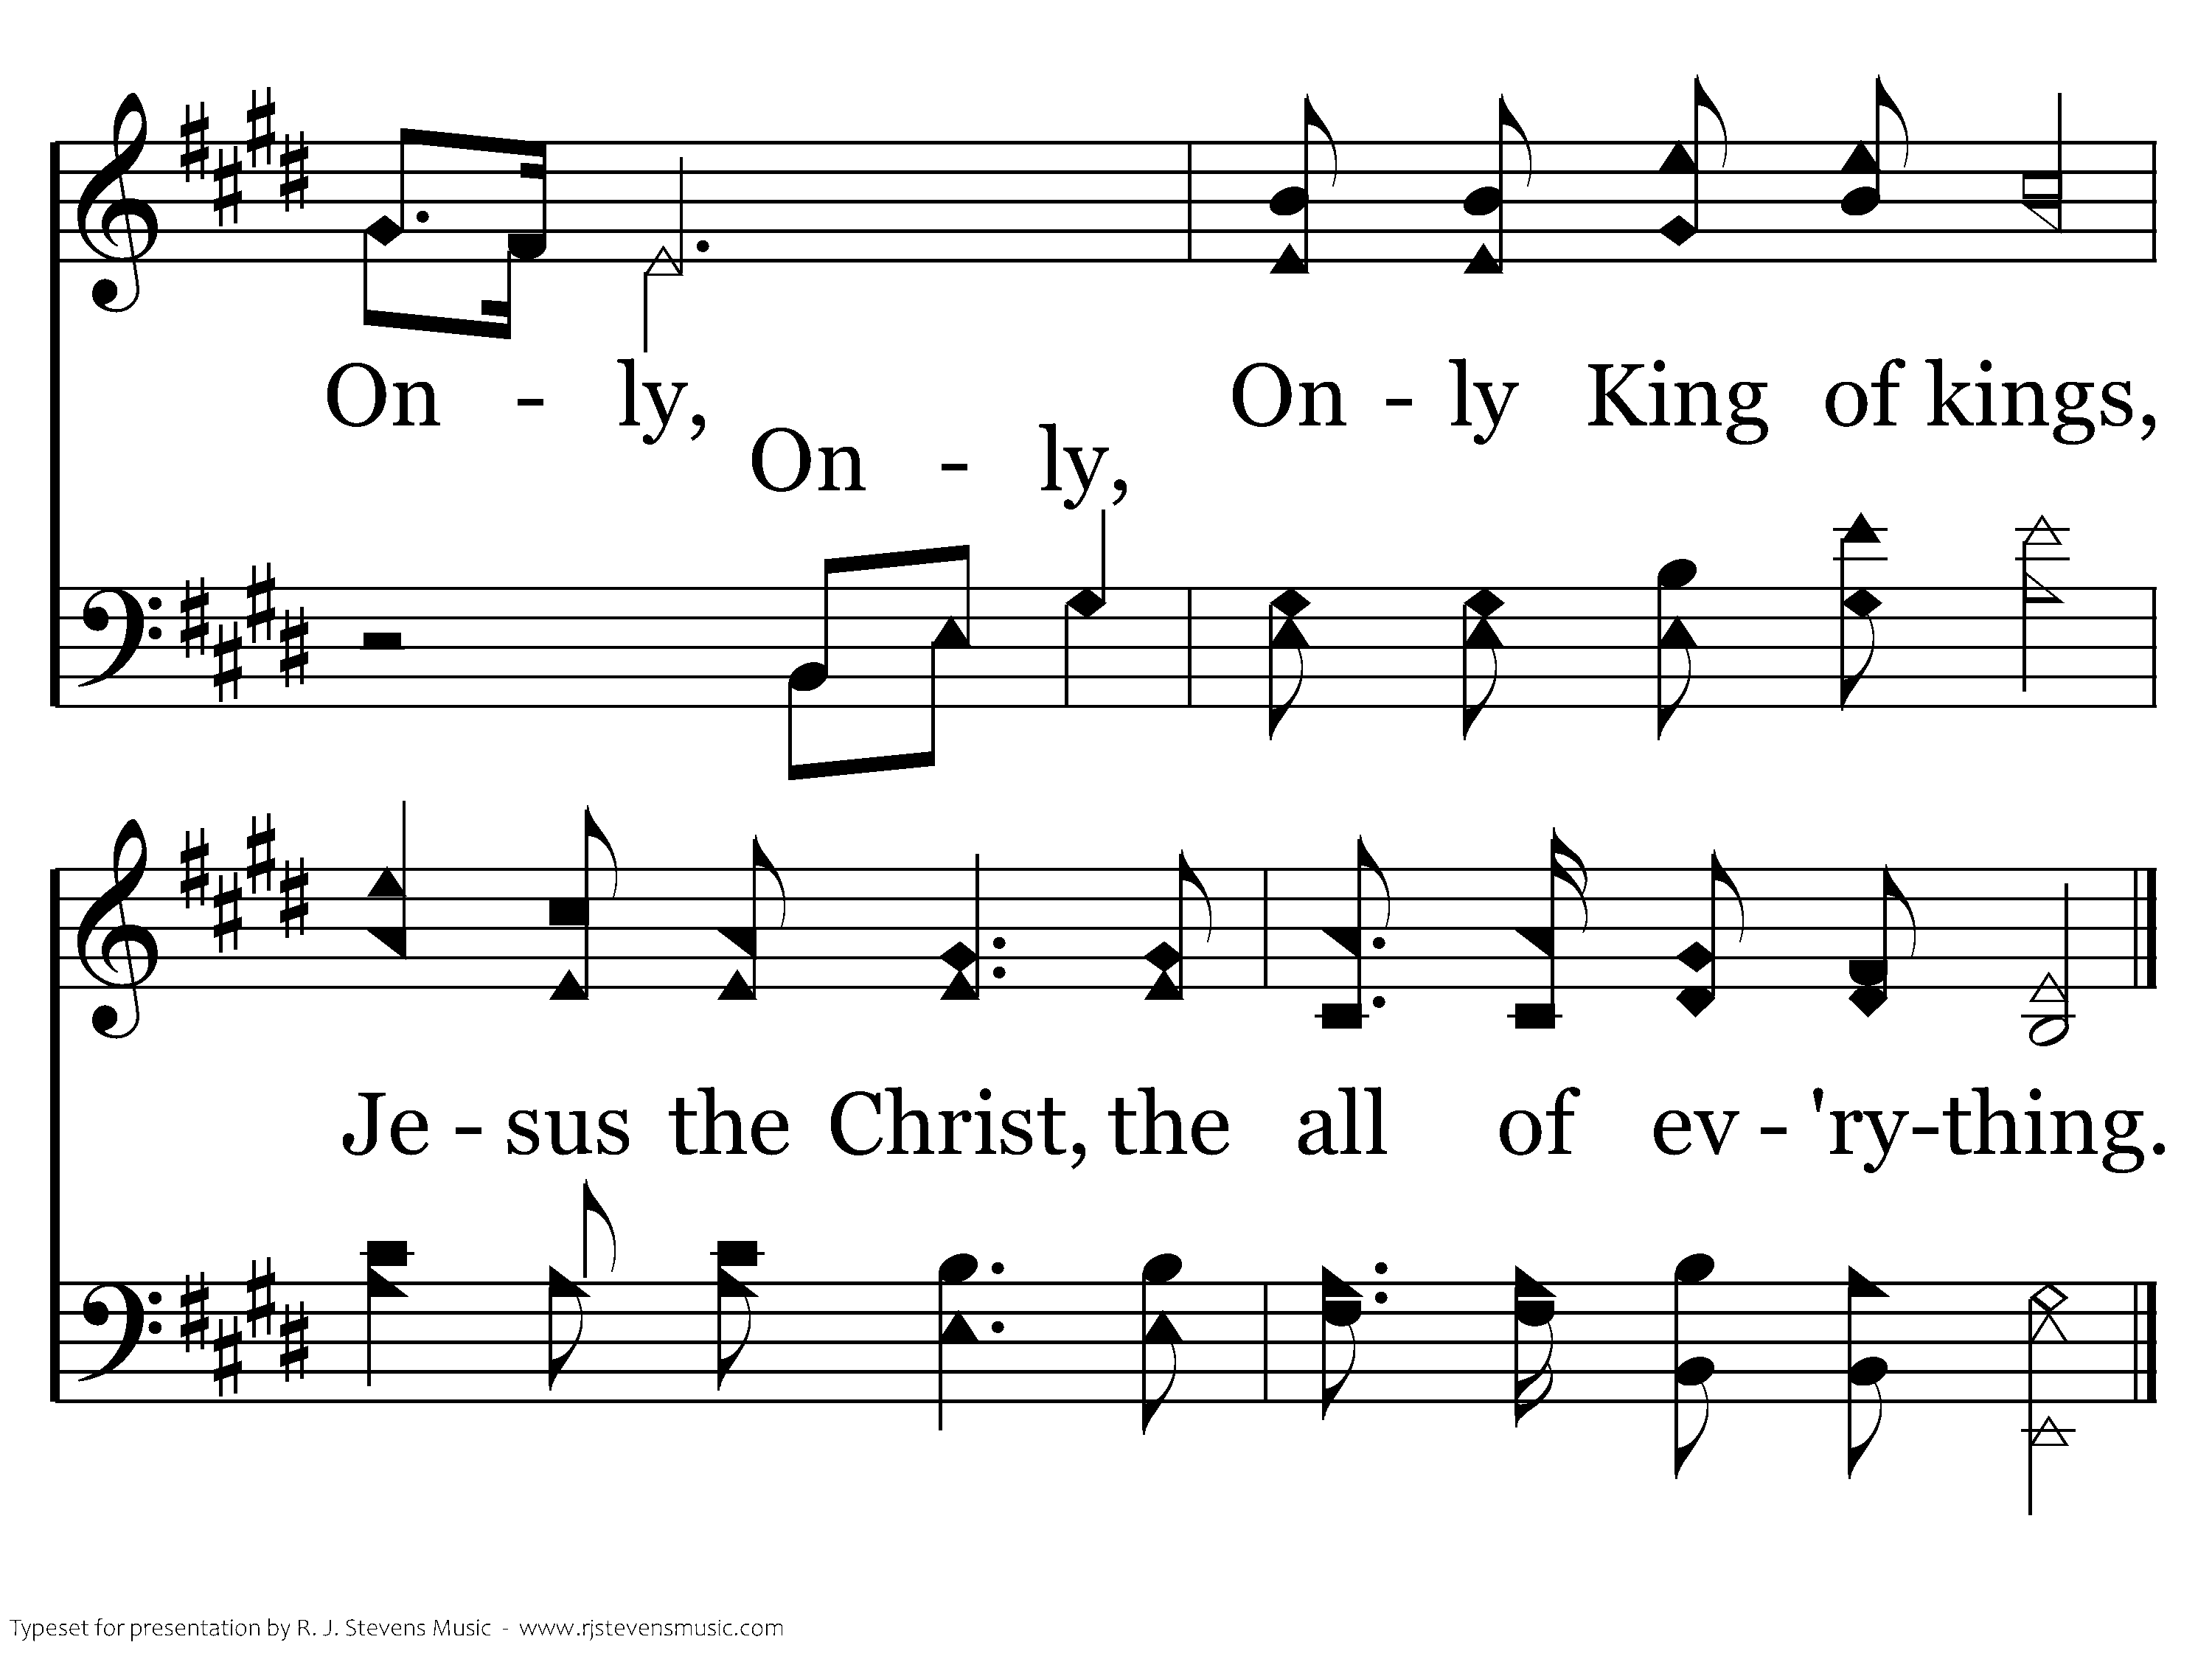 On - ly, On - ly King of kings,
On - ly,
Je - sus the Christ, the all of ev - 'ry-thing.
Typeset for presentation by R. J. Stevens Music - www.rjstevensmusic.com